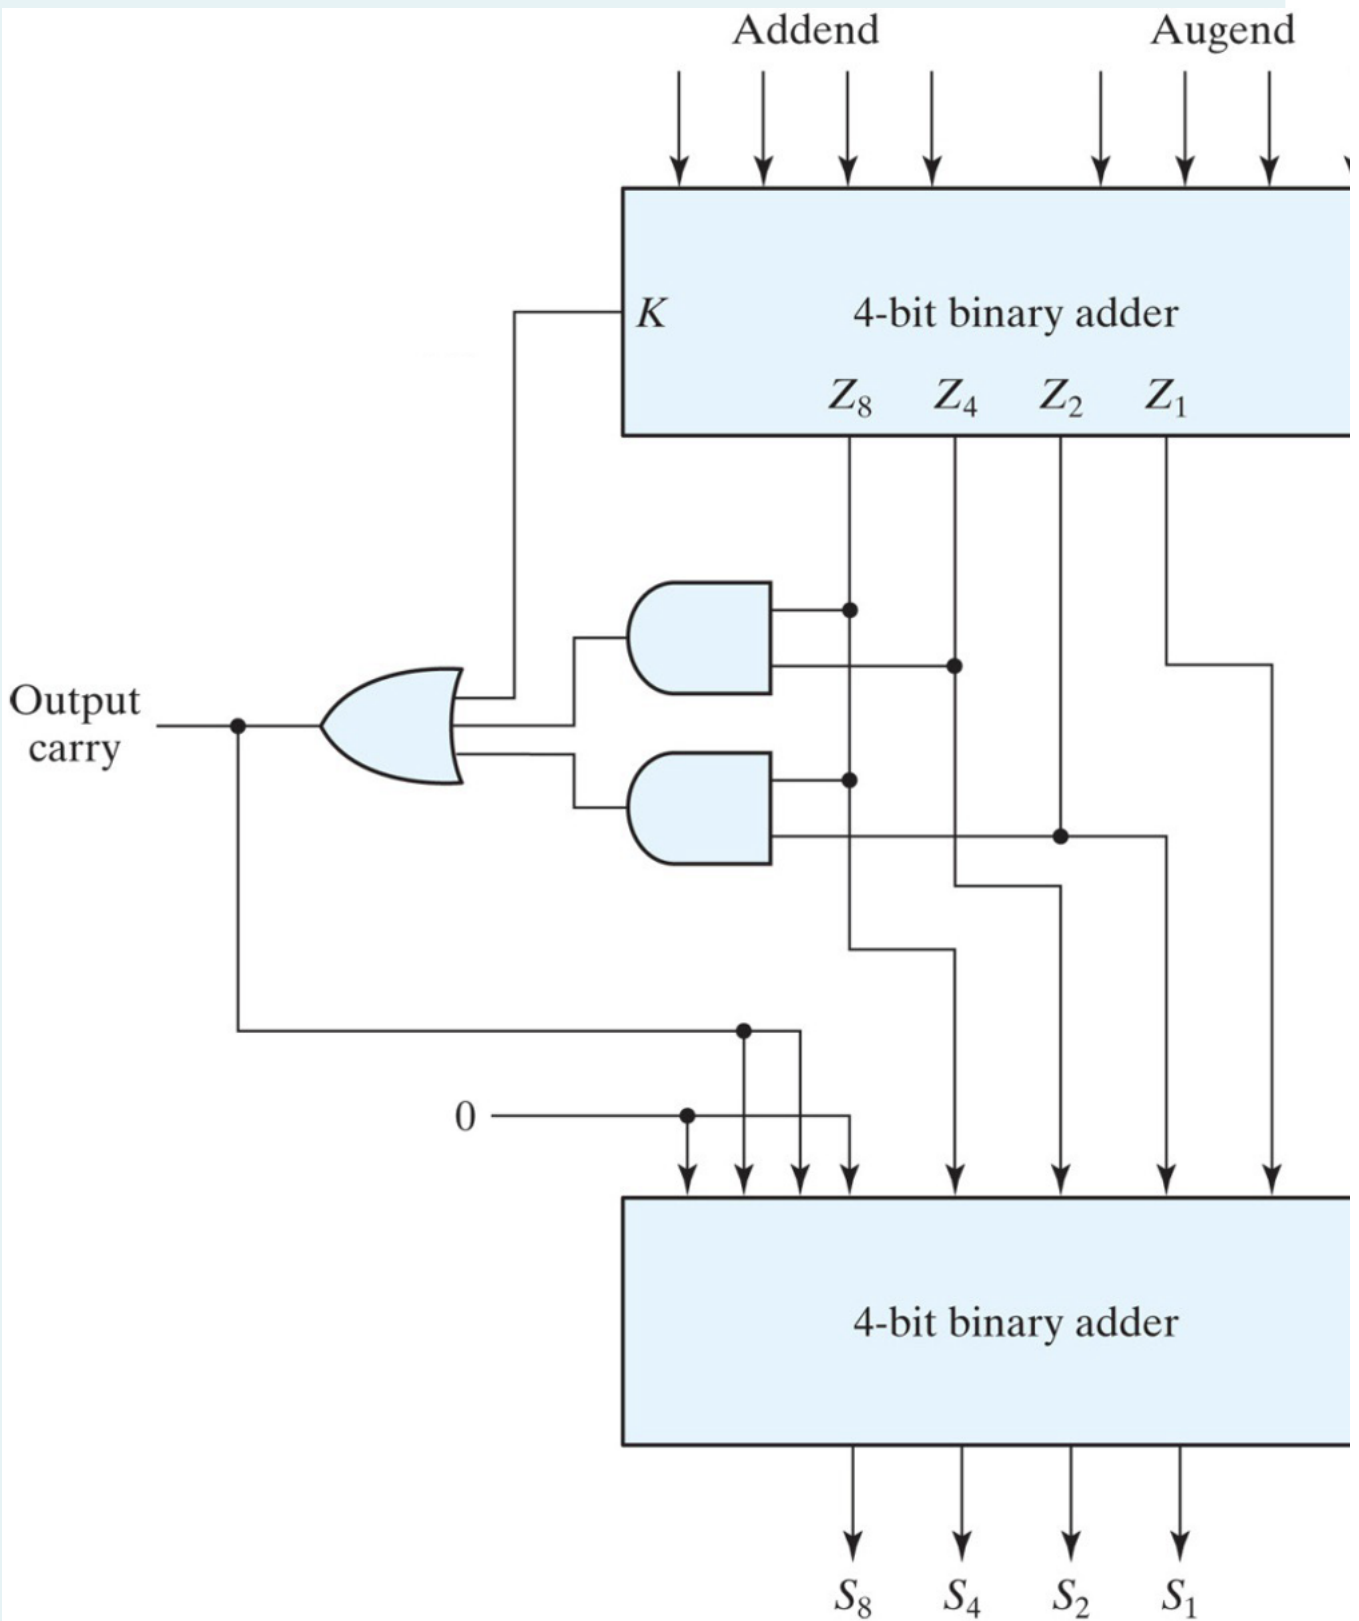 Addend Augend
K 4-bit binary adder
Z8 Z4 Z2 Z1
Output
carry
0
4-bit binary adder
S8 S4 S2 S1